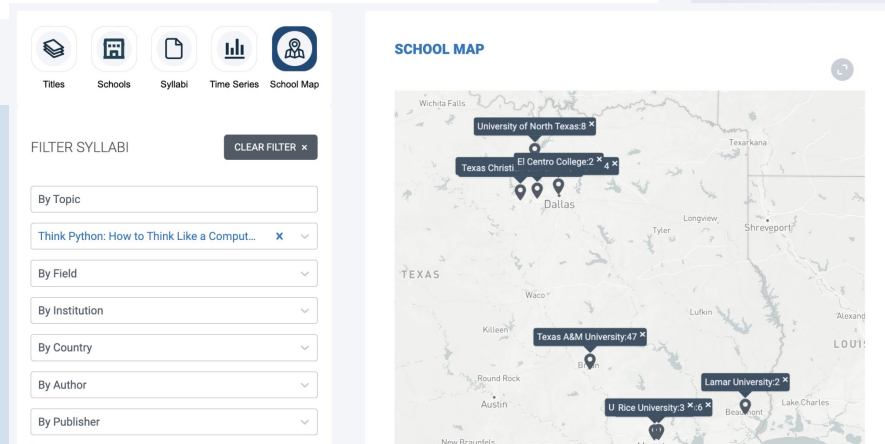 Titles
Schools
Syllabi
Time Series
School Map
FILTER SYLLABI
CLEAR FILTER ×
By Topic
Think Python: How to Think Like a Comput... ×
By Field
By Institution
By Country
By Author
By Publisher
SCHOOL MAP
Wichita Falls
University of North Texas:8 ×
Texarkana
Texas Christi
El Centro College:2 ×
4 ×
Dallas
Longview
Tyler
Shreveport
TEXAS
Waco
Lufkin
Alexand
Killeen
Texas A&M University:47 ×
LOUI
Round Rock
Lamar University:2 ×
Austin
U
Rice University:3 ×
:6 ×
Lake Charles
New Braunfels